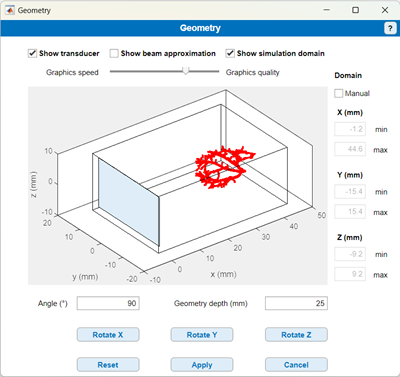 Geometry
Geometry
?
Show transducer Show beam approximation Show simulation domain
Graphics speed Graphics quality
Domain
Manual
X (mm)
-1.2 min
44.6 max
Y (mm)
-15.4 min
15.4 max
Z (mm)
-9.2 min
9.2 max
10
0
-10
z (mm)
20
10
0
-10
-20
y (mm)
-10
0
10
20
30
40
50
x (mm)
Angle (°) 90 Geometry depth (mm) 25
Rotate X Rotate Y Rotate Z
Reset Apply Cancel